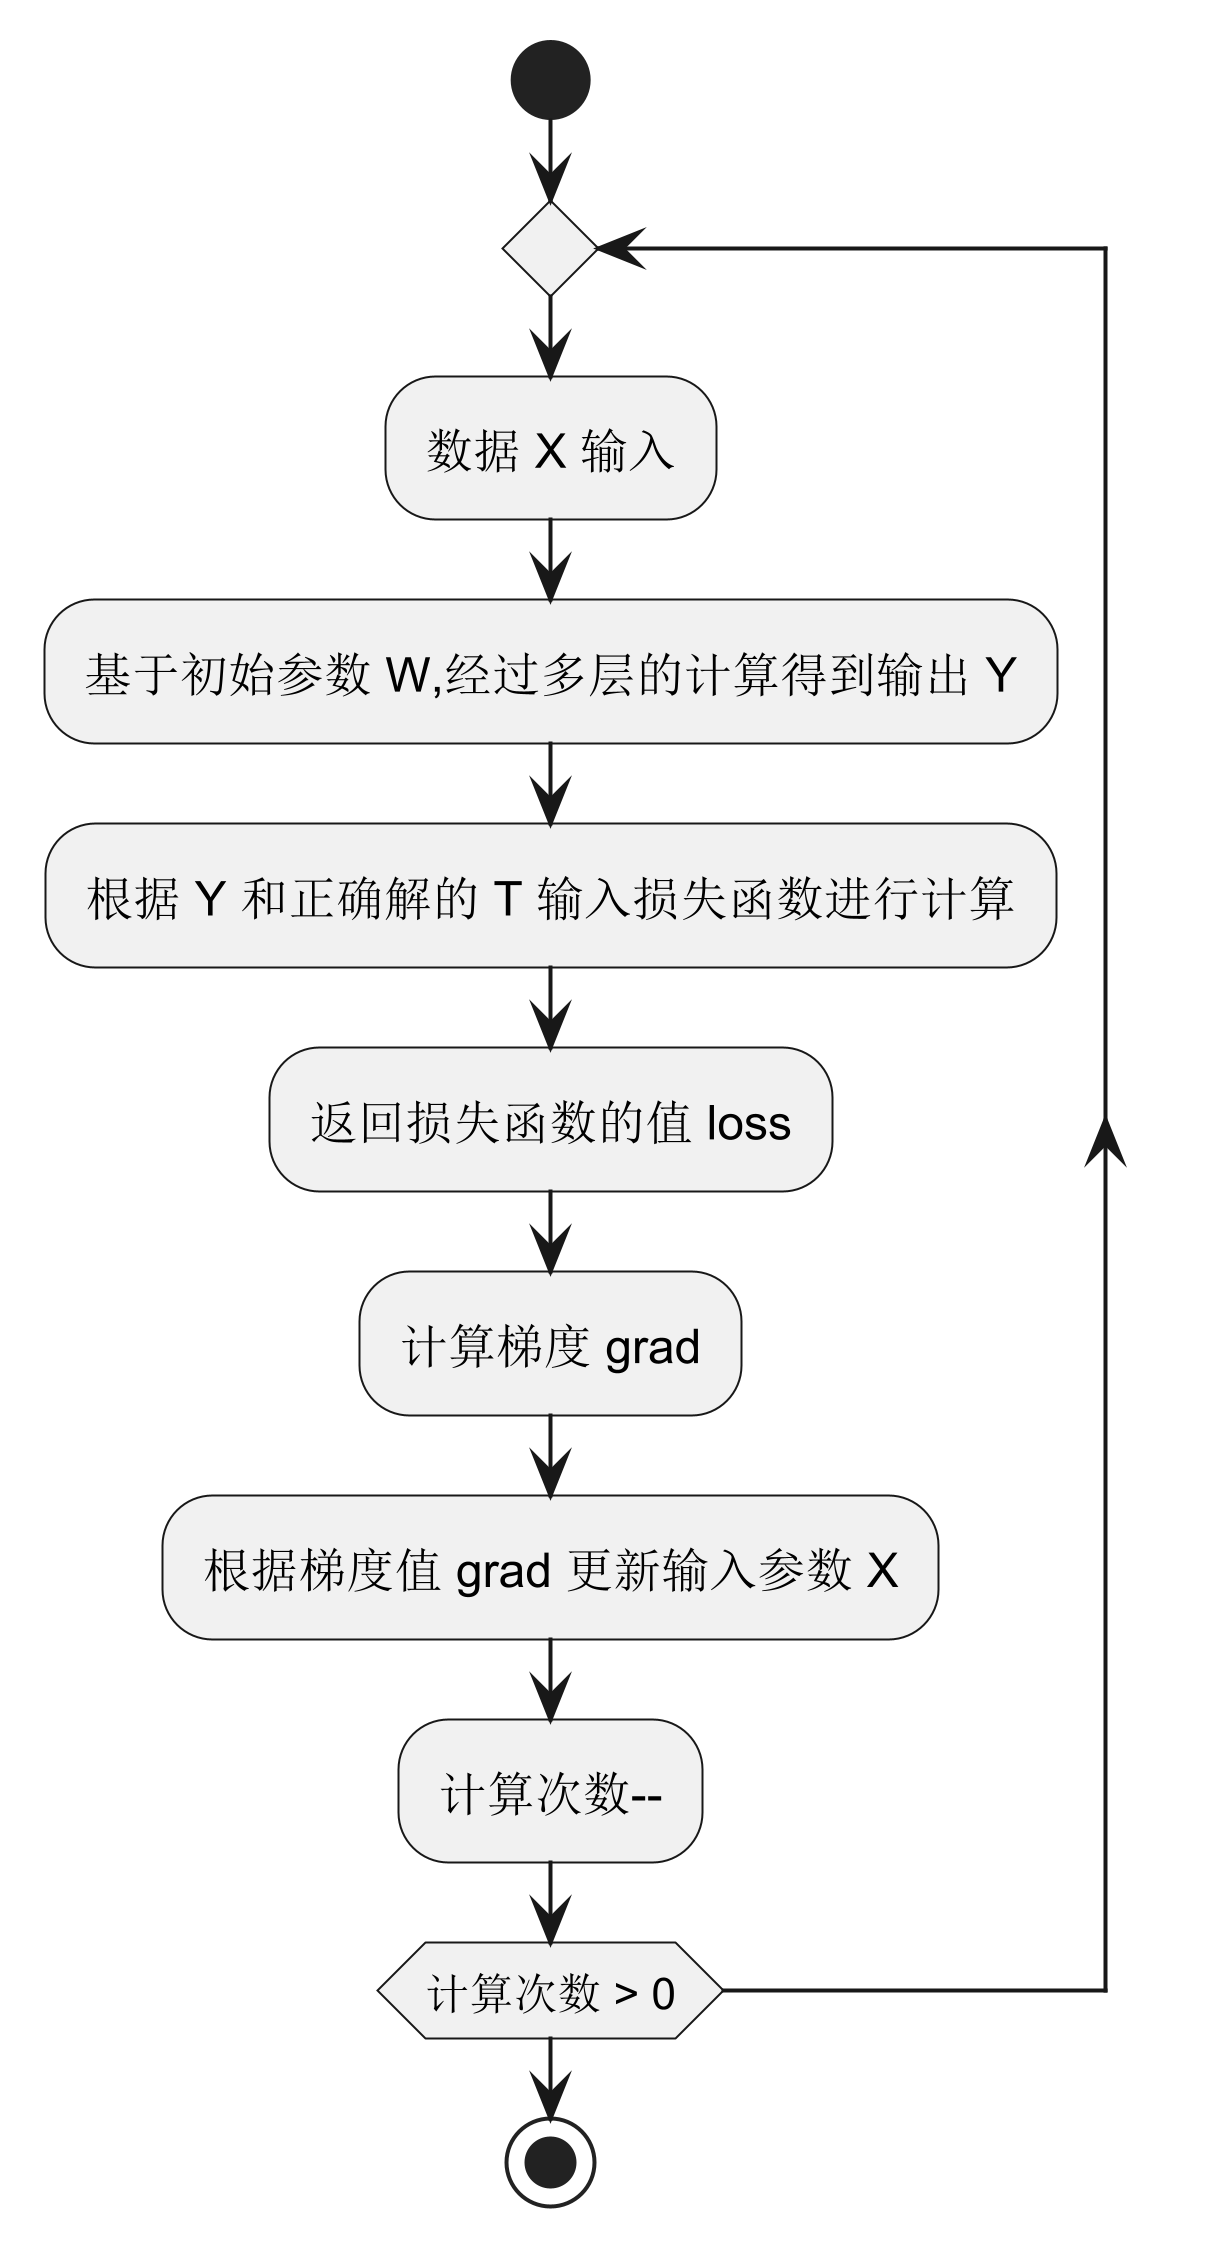 数据 X 输入
基于初始参数 W,经过多层的计算得到输出 Y
根据 Y 和正确解的 T 输入损失函数进行计算
返回损失函数的值 loss
计算梯度 grad
根据梯度值 grad 更新输入参数 X
计算次数--
计算次数 > 0